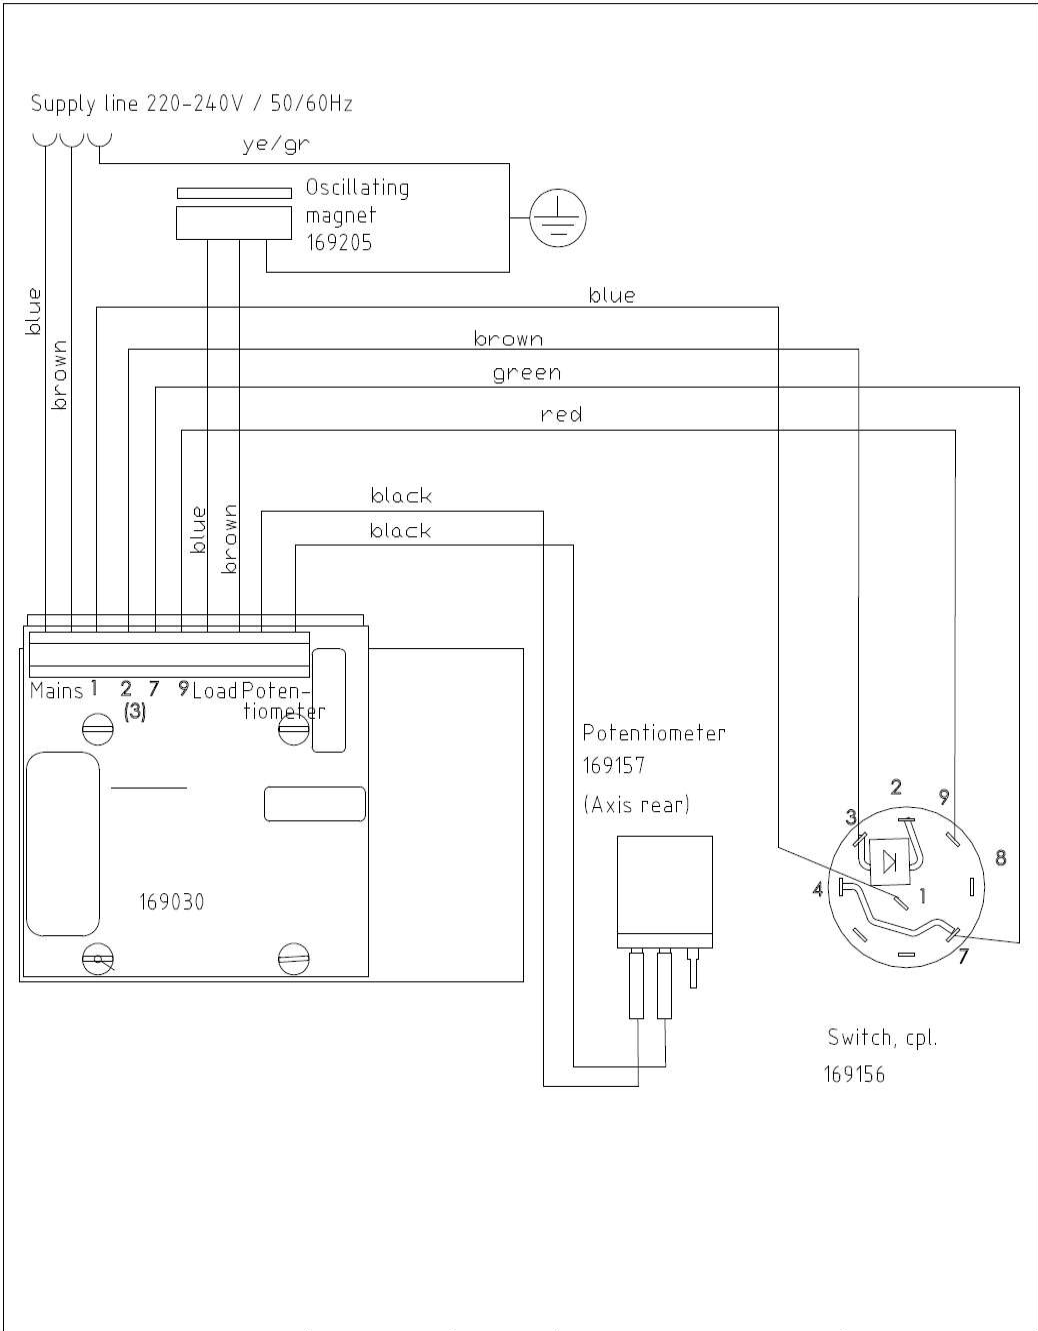 Supply line 220-240V / 50/60Hz
ye/gr
Oscillating
magnet
169205
blue
brown
blue
brown
green
red
black
black
blue
brown
Mains 1 2 7 9 Load Poten-
(3) tiometer
Potentiometer
169157
(Axis rear)
169030
2
9
3
8
4
1
7
Switch, cpl.
169156